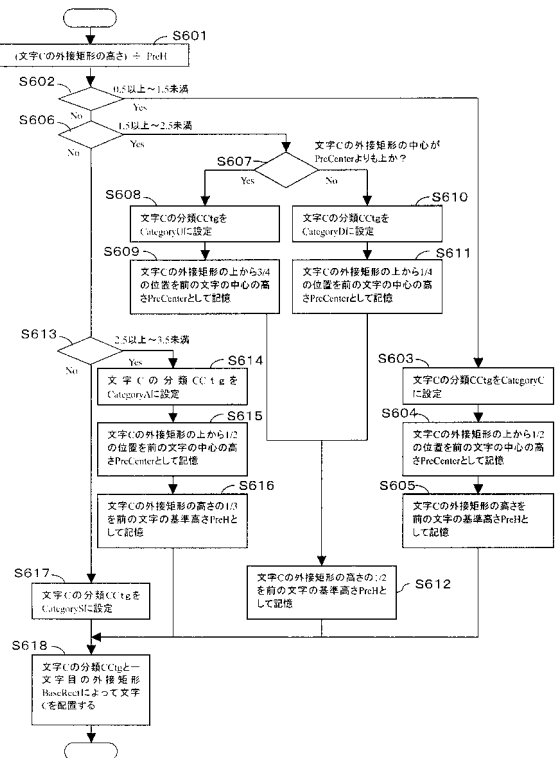 S601
(文字Cの外接矩形の高さ) ÷ PreH
S602
0.5以上～1.5未満
No
Yes
S606
1.5以上～2.5未満
No
Yes
S607
文字Cの外接矩形の中心が
PreCenterよりも上か？
Yes
No
S608
文字Cの分類CCtgを
CategoryUに設定
S610
文字Cの分類CCtgを
CategoryDに設定
S609
文字Cの外接矩形の上から3/4
の位置を前の文字の中心の高
さPreCenterとして記憶
S611
文字Cの外接矩形の上から1/4
の位置を前の文字の中心の高
さPreCenterとして記憶
S613
2.5以上～3.5未満
No
Yes
S614
文字Cの分類CCtgを
CategoryAに設定
S603
文字Cの分類CCtgをCategoryC
に設定
S615
文字Cの外接矩形の上から1/2
の位置を前の文字の中心の高
さPreCenterとして記憶
S604
文字Cの外接矩形の上から1/2
の位置を前の文字の中心の高
さPreCenterとして記憶
S616
文字Cの外接矩形の高さの1/3
を前の文字の基準高さPreHと
して記憶
S605
文字Cの外接矩形の高さを
前の文字の基準高さPreHと
して記憶
S617
文字Cの分類CCtgを
CategorySに設定
S612
文字Cの外接矩形の高さの1/2
を前の文字の基準高さPreHと
して記憶
S618
文字Cの分類CCtgと一
文字目の外接矩形
BaseRectによって文字
Cを配置する